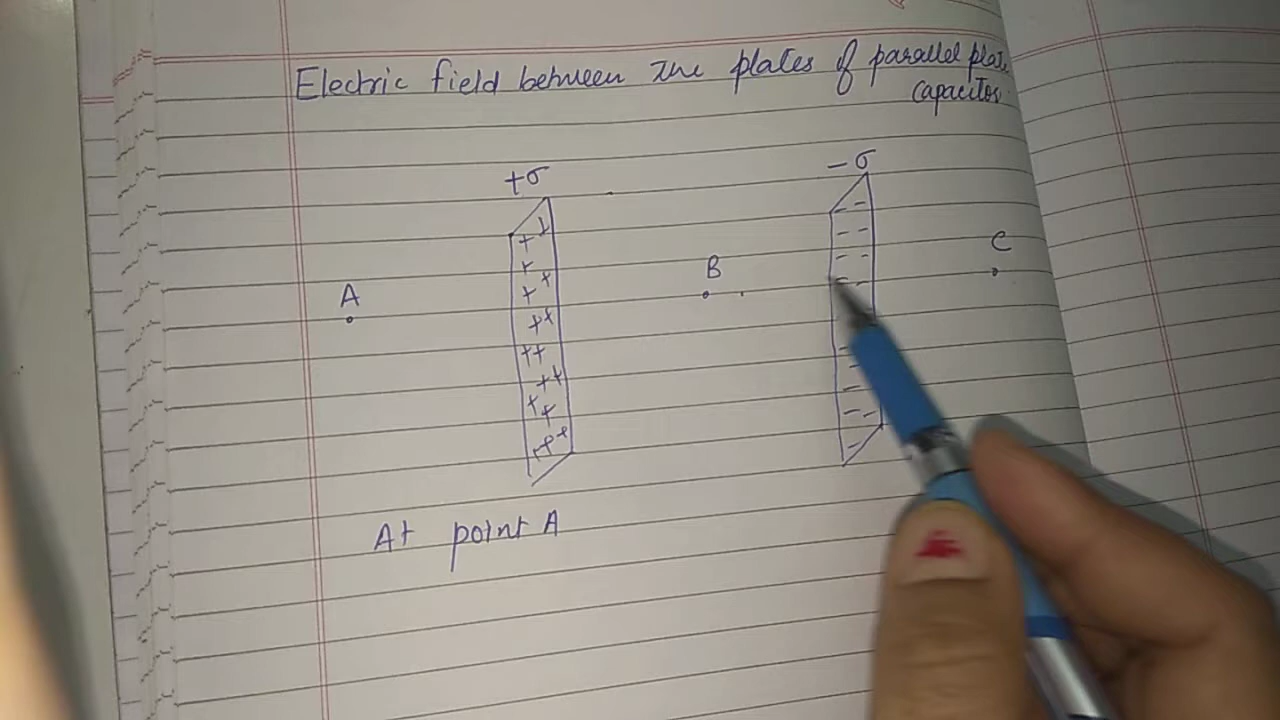 Electric field between the plates of parallel plate
capacitor
+σ
-σ
A
B
C
At point A